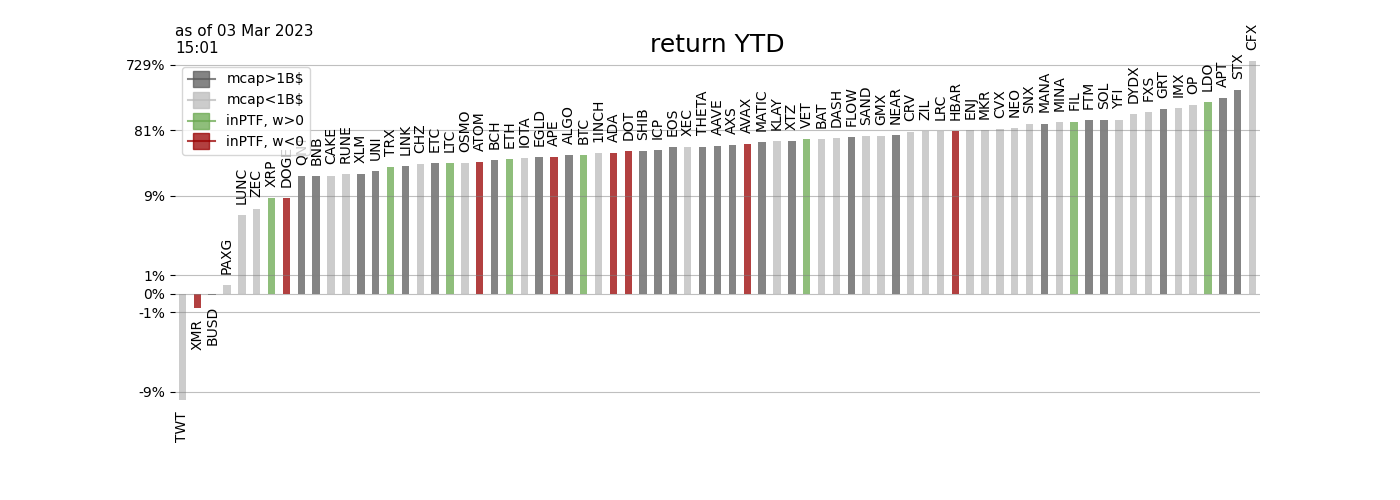 as of 03 Mar 2023
15:01
return YTD
729%
81%
9%
1%
0%
-1%
-9%
mcap>1B$
mcap<1B$
inPTF, w>0
inPTF, w<0
TWT
XMR
BUSD
PAXG
LUNC
ZEC
XRP
DOGE
QNT
BNB
CAKE
RUNE
XLM
UNI
TRX
LINK
CHZ
ETC
LTC
OSMO
ATOM
BCH
ETH
IOTA
EGLD
APE
ALGO
BTC
1INCH
ADA
DOT
SHIB
ICP
EOS
XEC
THETA
AAVE
AXS
AVAX
MATIC
KLAY
XTZ
VET
BAT
DASH
FLOW
SAND
GMX
NEAR
CRV
ZIL
LRC
HBAR
ENJ
MKR
CVX
NEO
SNX
MANA
MINA
FIL
FTM
SOL
YFI
DYDX
FXS
GRT
IMX
OP
LDO
APT
STX
CFX